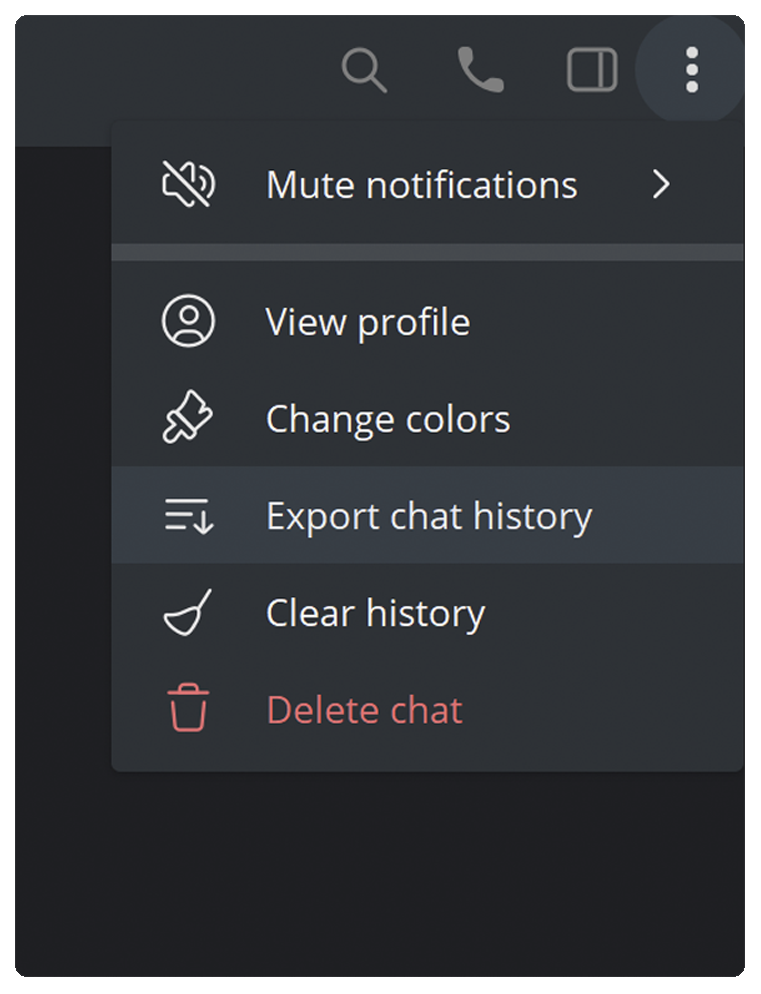 Mute notifications
View profile
Change colors
Export chat history
Clear history
Delete chat